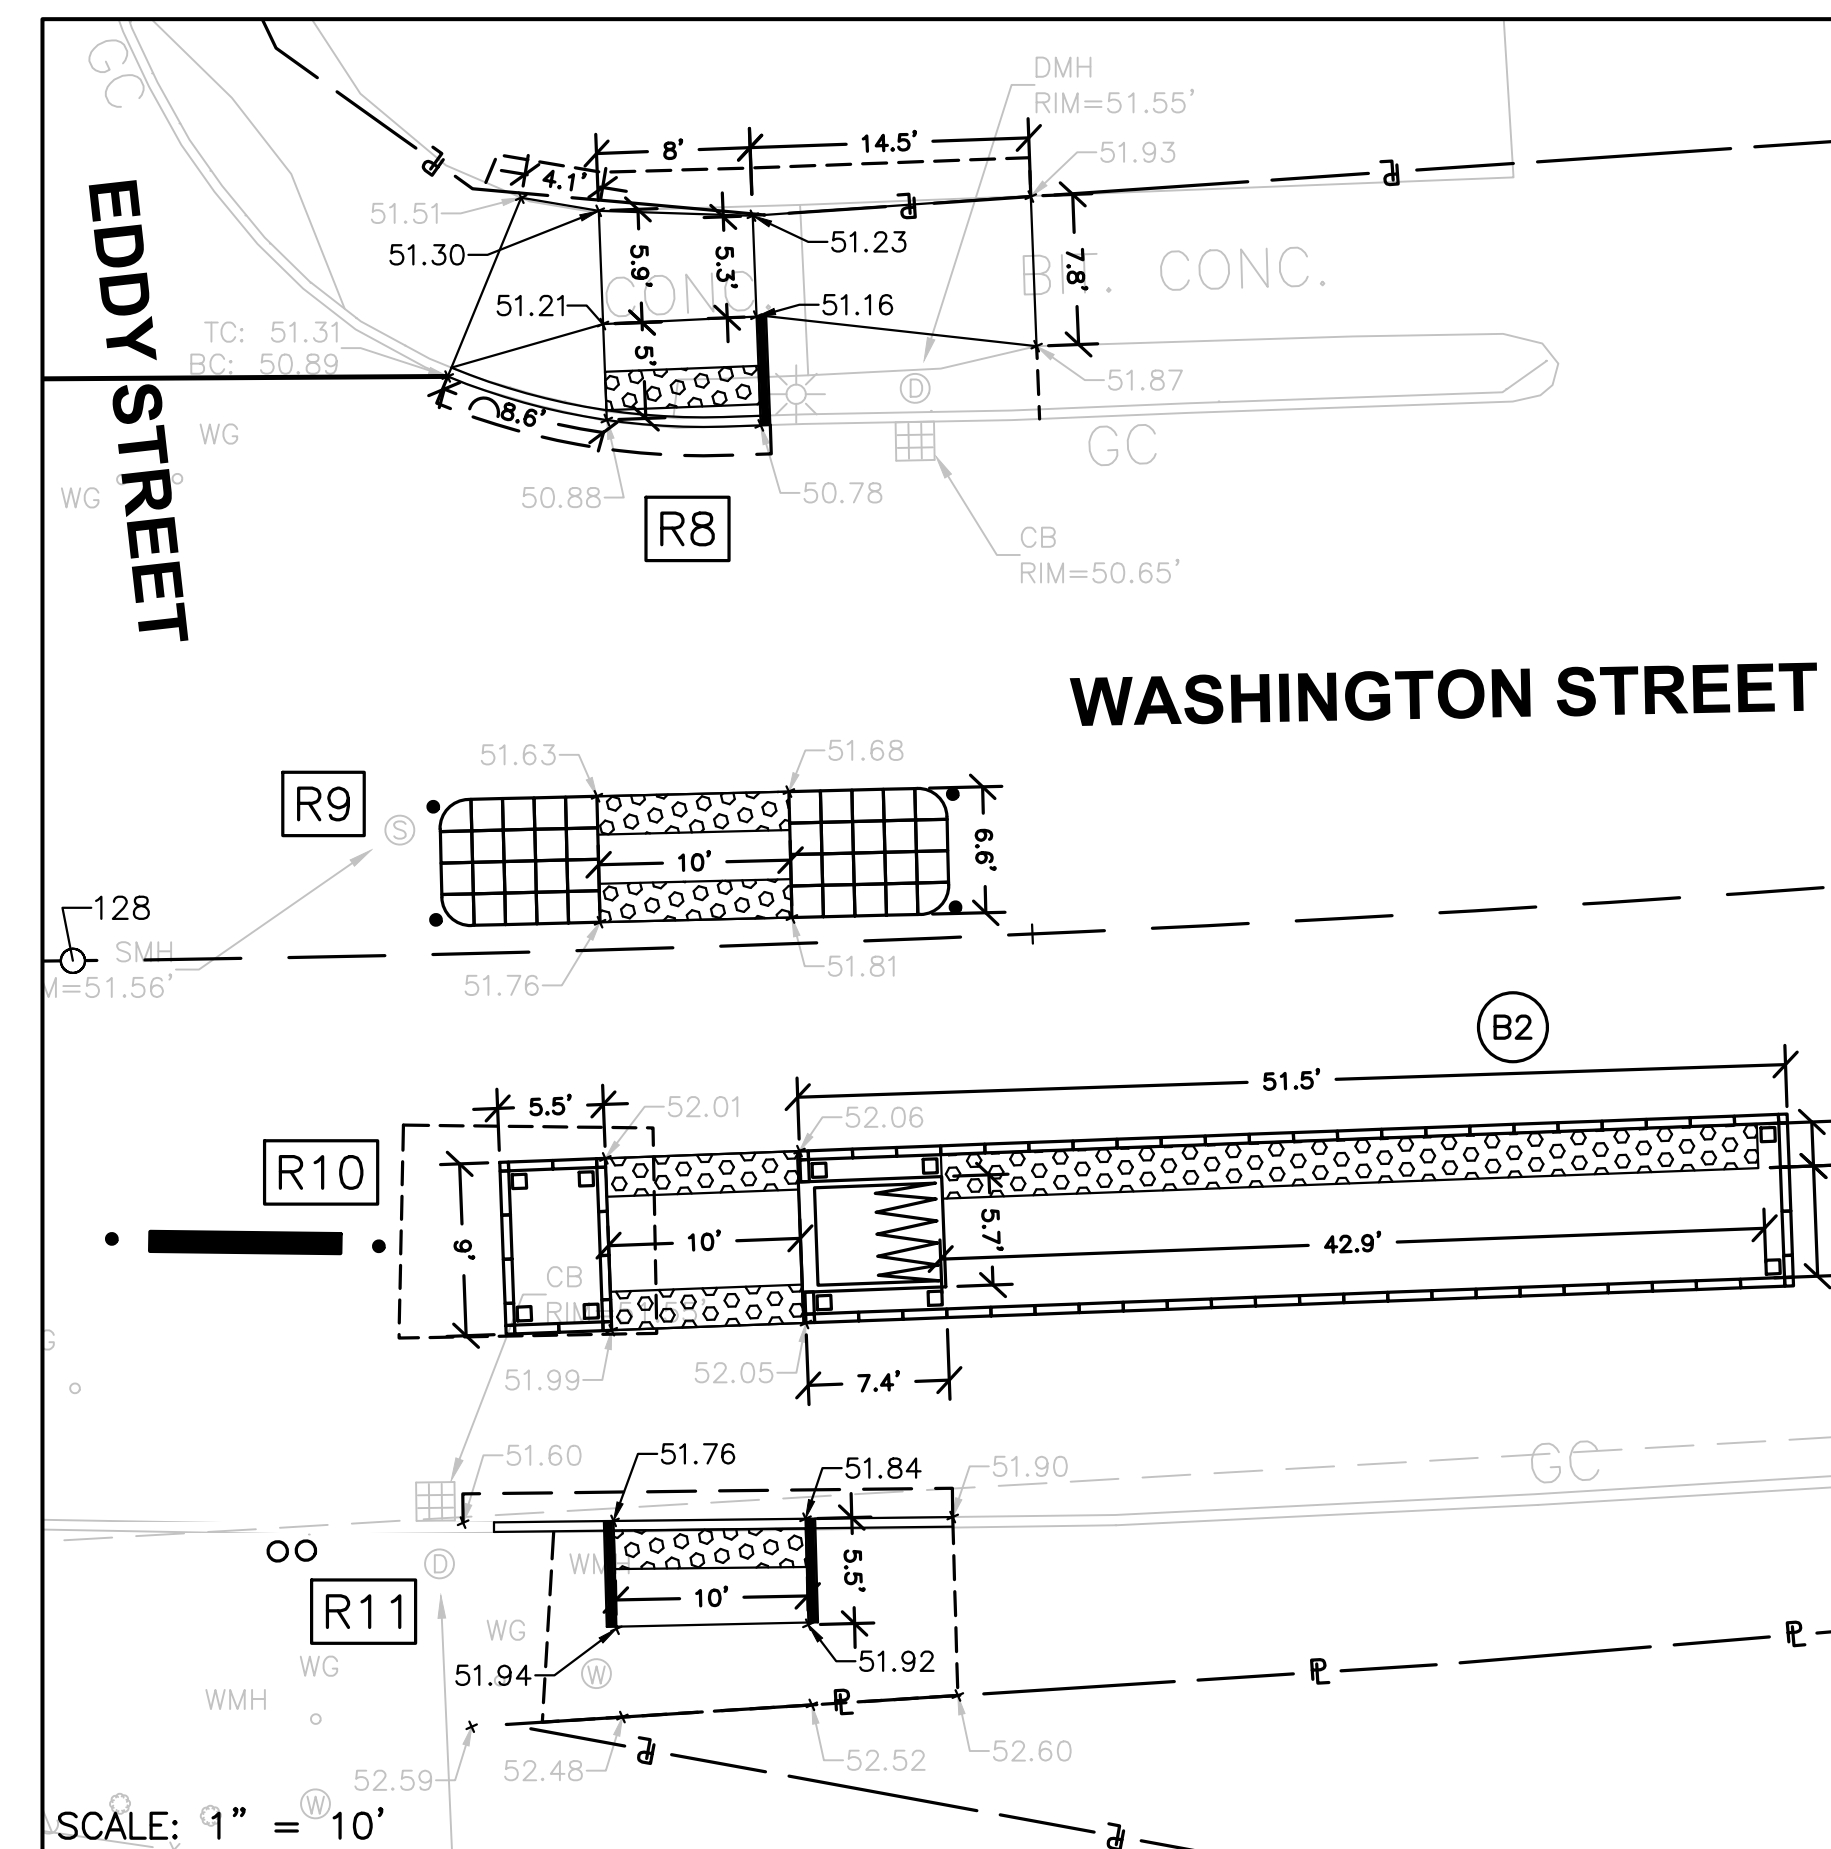 GC
DMH
RIM=51.55'
8'
14.5'
51.93
℄
4.1'
℄
℄
51.51
51.30
51.23
5.9'
5.3'
7.8'
CONC.
BIT. CONC.
51.21
51.16
TC: 51.31
BC: 50.89
5'
51.87
D
8.6'
EDDY STREET
WG
GC
WG
50.88
50.78
R8
CB
RIM=50.65'
WASHINGTON STREET
51.63
51.68
R9
S
10'
6.6'
128
SMH
M=51.56'
51.76
51.81
B2
51.5'
5.5'
52.01
52.06
R10
9'
10'
5.7'
42.9'
CB
G
51.99
52.05
7.4'
51.60
51.76
51.84
51.90
GC
D
WMH
5.5'
R11
10'
WG
WG
51.94
W
51.92
WMH
℄
℄
℄
℄
52.59
52.48
52.52
52.60
W
SCALE: 1" = 10'
℄